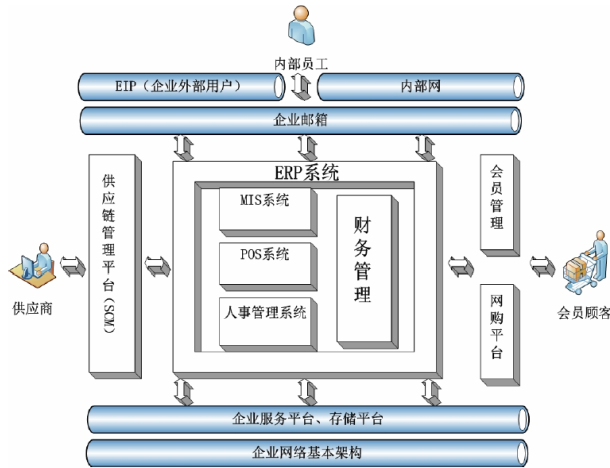 内部员工
EIP（企业外部用户）
内部网
企业邮箱
ERP系统
供应链管理平台（SCM）
MIS系统
POS系统
人事管理系统
财务管理
会员管理
网购平台
供应商
会员顾客
企业服务平台、存储平台
企业网络基本架构